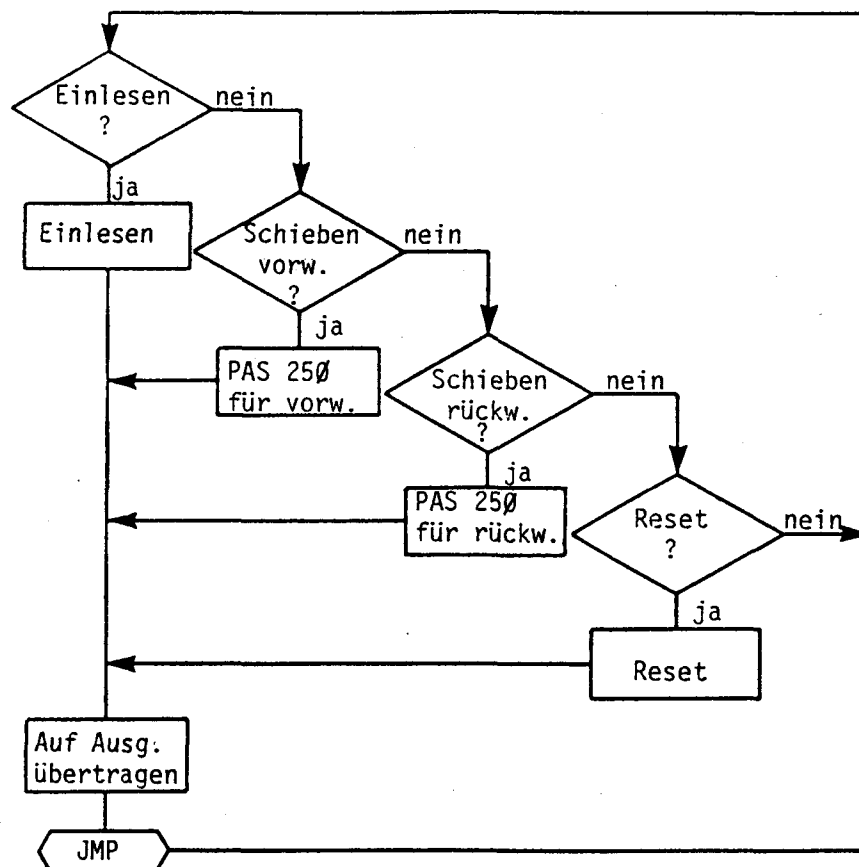 Einlesen
?
nein
ja
Einlesen
Schieben
vorw.
?
nein
ja
PAS 25Ø
für vorw.
Schieben
rückw.
?
nein
ja
PAS 25Ø
für rückw.
Reset
?
nein
ja
Reset
Auf Ausg.
übertragen
JMP